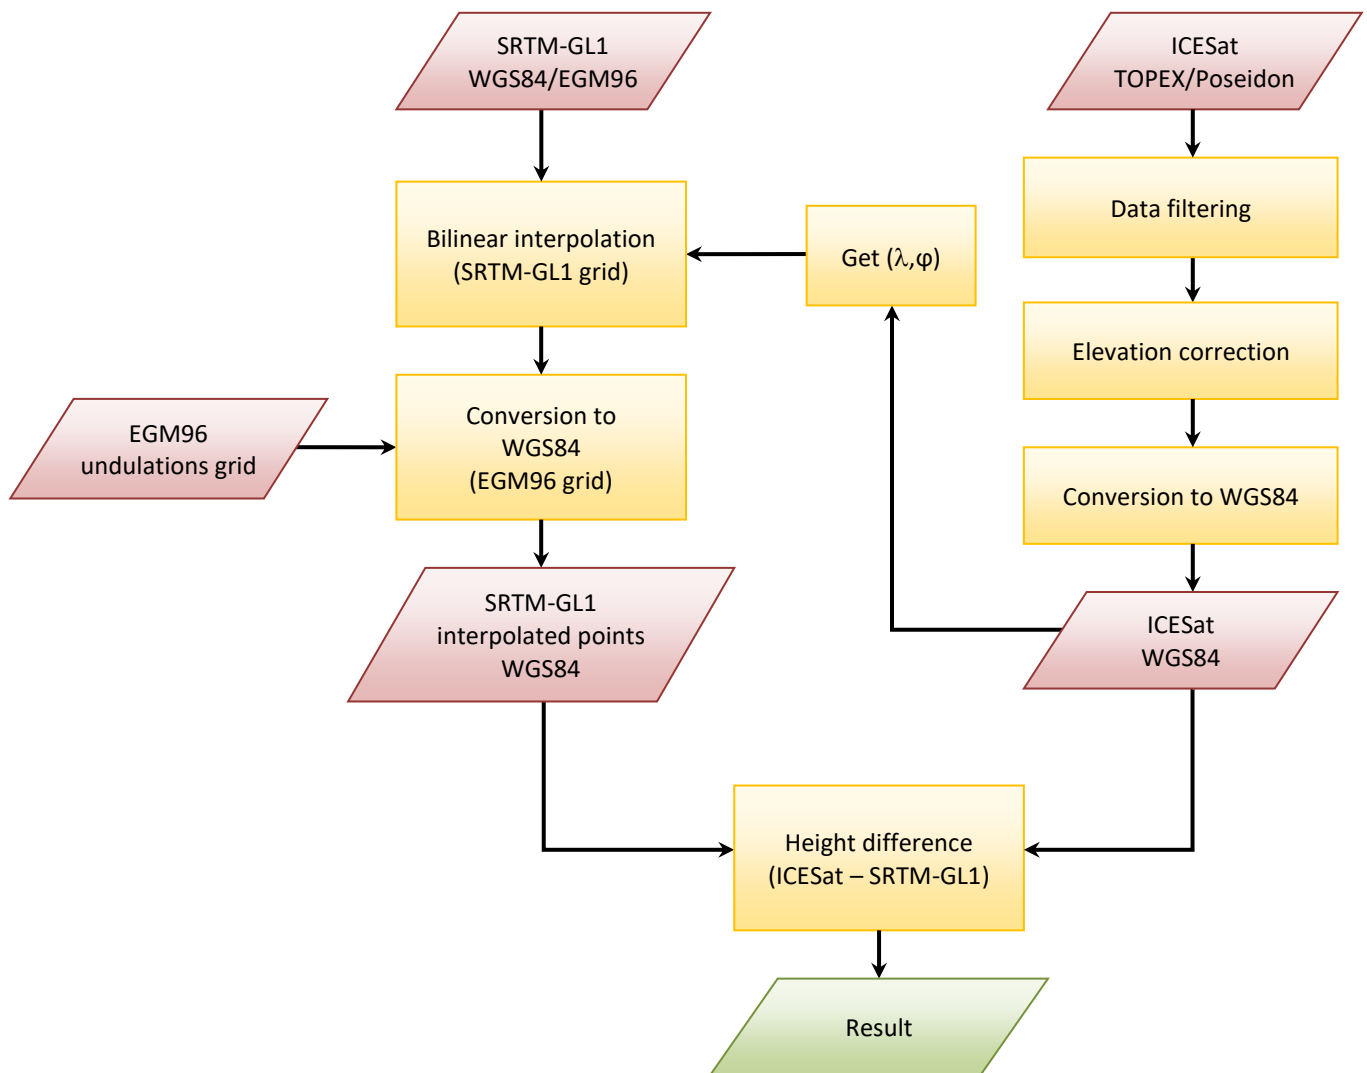 SRTM-GL1
WGS84/EGM96
ICESat
TOPEX/Poseidon
Data filtering
Bilinear interpolation
(SRTM-GL1 grid)
Get (λ,φ)
Elevation correction
EGM96
undulations grid
Conversion to
WGS84
(EGM96 grid)
Conversion to WGS84
SRTM-GL1
interpolated points
WGS84
ICESat
WGS84
Height difference
(ICESat – SRTM-GL1)
Result